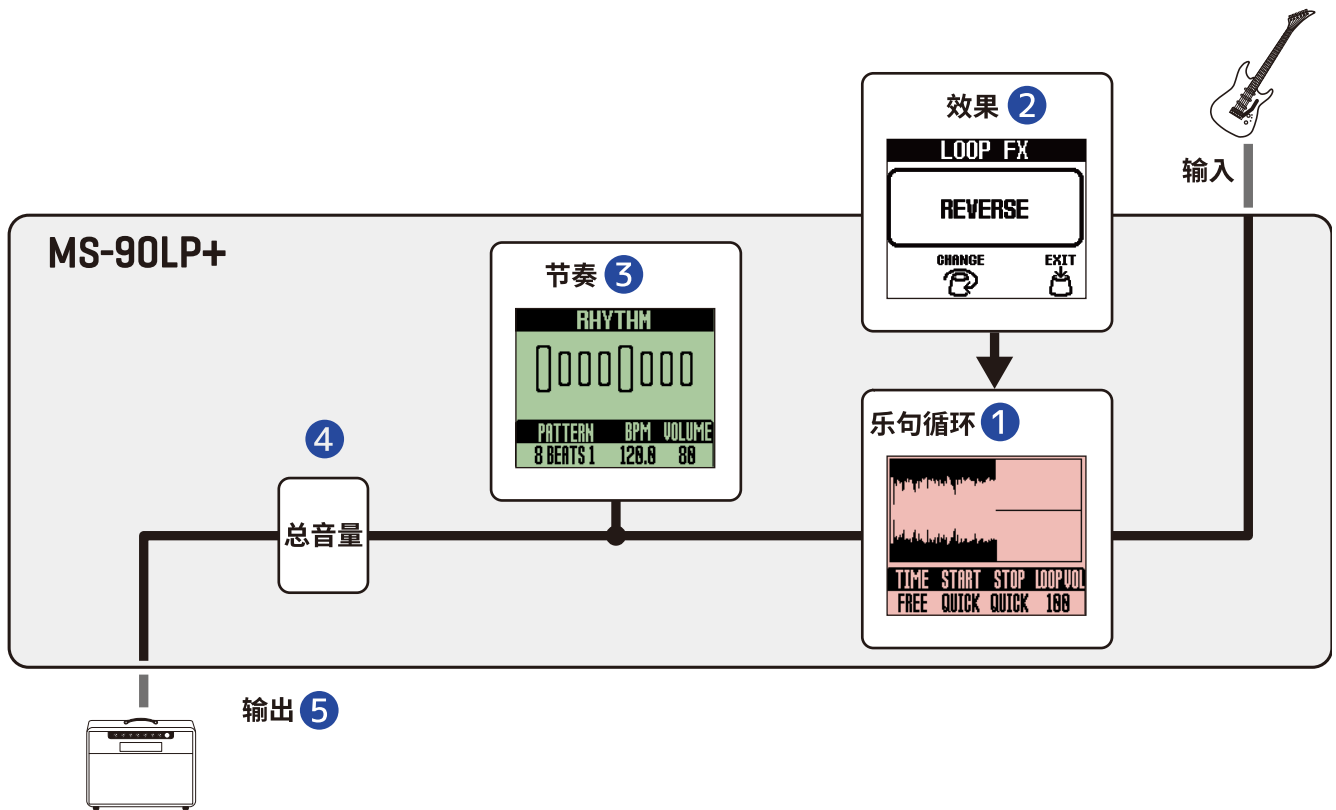 效果 2
LOOP FX
REVERSE
CHANGE EXIT
输入
MS-90LP+
节奏 3
RHYTHM
PATTERN BPM VOLUME
8 BEATS 1 120.0 80
乐句循环 1
TIME START STOP LOOP VOL
FREE QUICK QUICK 100
4
总音量
输出 5